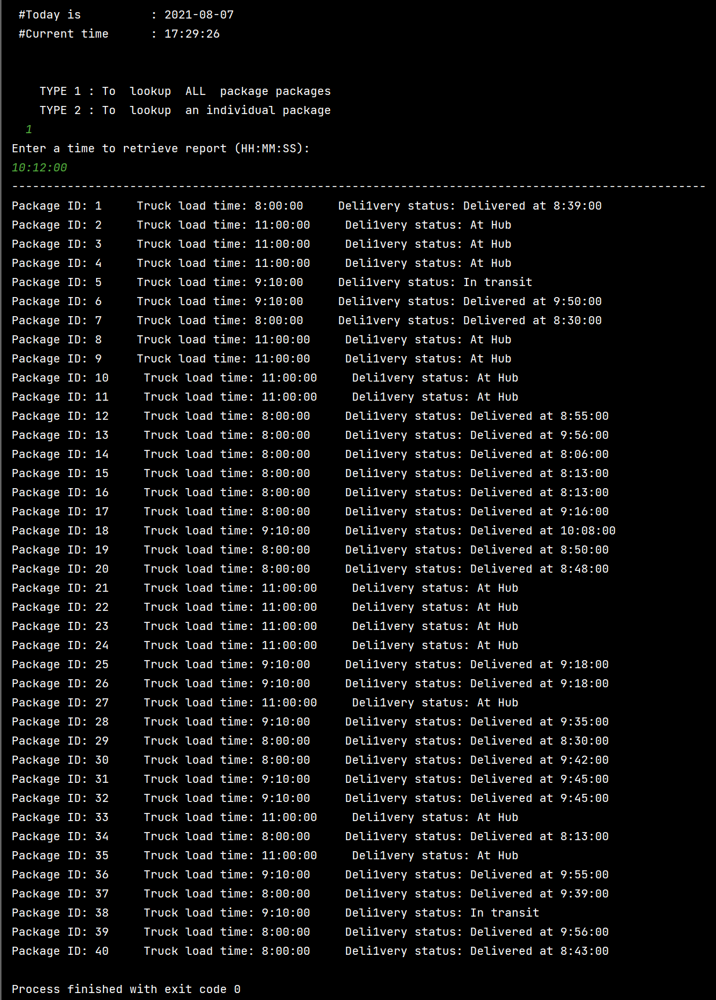 #Today is : 2021-08-07
#Current time : 17:29:26
TYPE 1 : To lookup ALL package packages
TYPE 2 : To lookup an individual package
1
Enter a time to retrieve report (HH:MM:SS):
10:12:00
----------------------------------------------------------------------------------------------------
Package ID: 1 Truck load time: 8:00:00 Deli1very status: Delivered at 8:39:00
Package ID: 2 Truck load time: 11:00:00 Deli1very status: At Hub
Package ID: 3 Truck load time: 11:00:00 Deli1very status: At Hub
Package ID: 4 Truck load time: 11:00:00 Deli1very status: At Hub
Package ID: 5 Truck load time: 9:10:00 Deli1very status: In transit
Package ID: 6 Truck load time: 9:10:00 Deli1very status: Delivered at 9:50:00
Package ID: 7 Truck load time: 8:00:00 Deli1very status: Delivered at 8:30:00
Package ID: 8 Truck load time: 11:00:00 Deli1very status: At Hub
Package ID: 9 Truck load time: 11:00:00 Deli1very status: At Hub
Package ID: 10 Truck load time: 11:00:00 Deli1very status: At Hub
Package ID: 11 Truck load time: 11:00:00 Deli1very status: At Hub
Package ID: 12 Truck load time: 8:00:00 Deli1very status: Delivered at 8:55:00
Package ID: 13 Truck load time: 8:00:00 Deli1very status: Delivered at 9:56:00
Package ID: 14 Truck load time: 8:00:00 Deli1very status: Delivered at 8:06:00
Package ID: 15 Truck load time: 8:00:00 Deli1very status: Delivered at 8:13:00
Package ID: 16 Truck load time: 8:00:00 Deli1very status: Delivered at 8:13:00
Package ID: 17 Truck load time: 8:00:00 Deli1very status: Delivered at 9:16:00
Package ID: 18 Truck load time: 9:10:00 Deli1very status: Delivered at 10:08:00
Package ID: 19 Truck load time: 8:00:00 Deli1very status: Delivered at 8:50:00
Package ID: 20 Truck load time: 8:00:00 Deli1very status: Delivered at 8:48:00
Package ID: 21 Truck load time: 11:00:00 Deli1very status: At Hub
Package ID: 22 Truck load time: 11:00:00 Deli1very status: At Hub
Package ID: 23 Truck load time: 11:00:00 Deli1very status: At Hub
Package ID: 24 Truck load time: 11:00:00 Deli1very status: At Hub
Package ID: 25 Truck load time: 9:10:00 Deli1very status: Delivered at 9:18:00
Package ID: 26 Truck load time: 9:10:00 Deli1very status: Delivered at 9:18:00
Package ID: 27 Truck load time: 11:00:00 Deli1very status: At Hub
Package ID: 28 Truck load time: 9:10:00 Deli1very status: Delivered at 9:35:00
Package ID: 29 Truck load time: 8:00:00 Deli1very status: Delivered at 8:30:00
Package ID: 30 Truck load time: 8:00:00 Deli1very status: Delivered at 9:42:00
Package ID: 31 Truck load time: 9:10:00 Deli1very status: Delivered at 9:45:00
Package ID: 32 Truck load time: 9:10:00 Deli1very status: Delivered at 9:45:00
Package ID: 33 Truck load time: 11:00:00 Deli1very status: At Hub
Package ID: 34 Truck load time: 8:00:00 Deli1very status: Delivered at 8:13:00
Package ID: 35 Truck load time: 11:00:00 Deli1very status: At Hub
Package ID: 36 Truck load time: 9:10:00 Deli1very status: Delivered at 9:55:00
Package ID: 37 Truck load time: 8:00:00 Deli1very status: Delivered at 9:39:00
Package ID: 38 Truck load time: 9:10:00 Deli1very status: In transit
Package ID: 39 Truck load time: 8:00:00 Deli1very status: Delivered at 9:56:00
Package ID: 40 Truck load time: 8:00:00 Deli1very status: Delivered at 8:43:00
Process finished with exit code 0